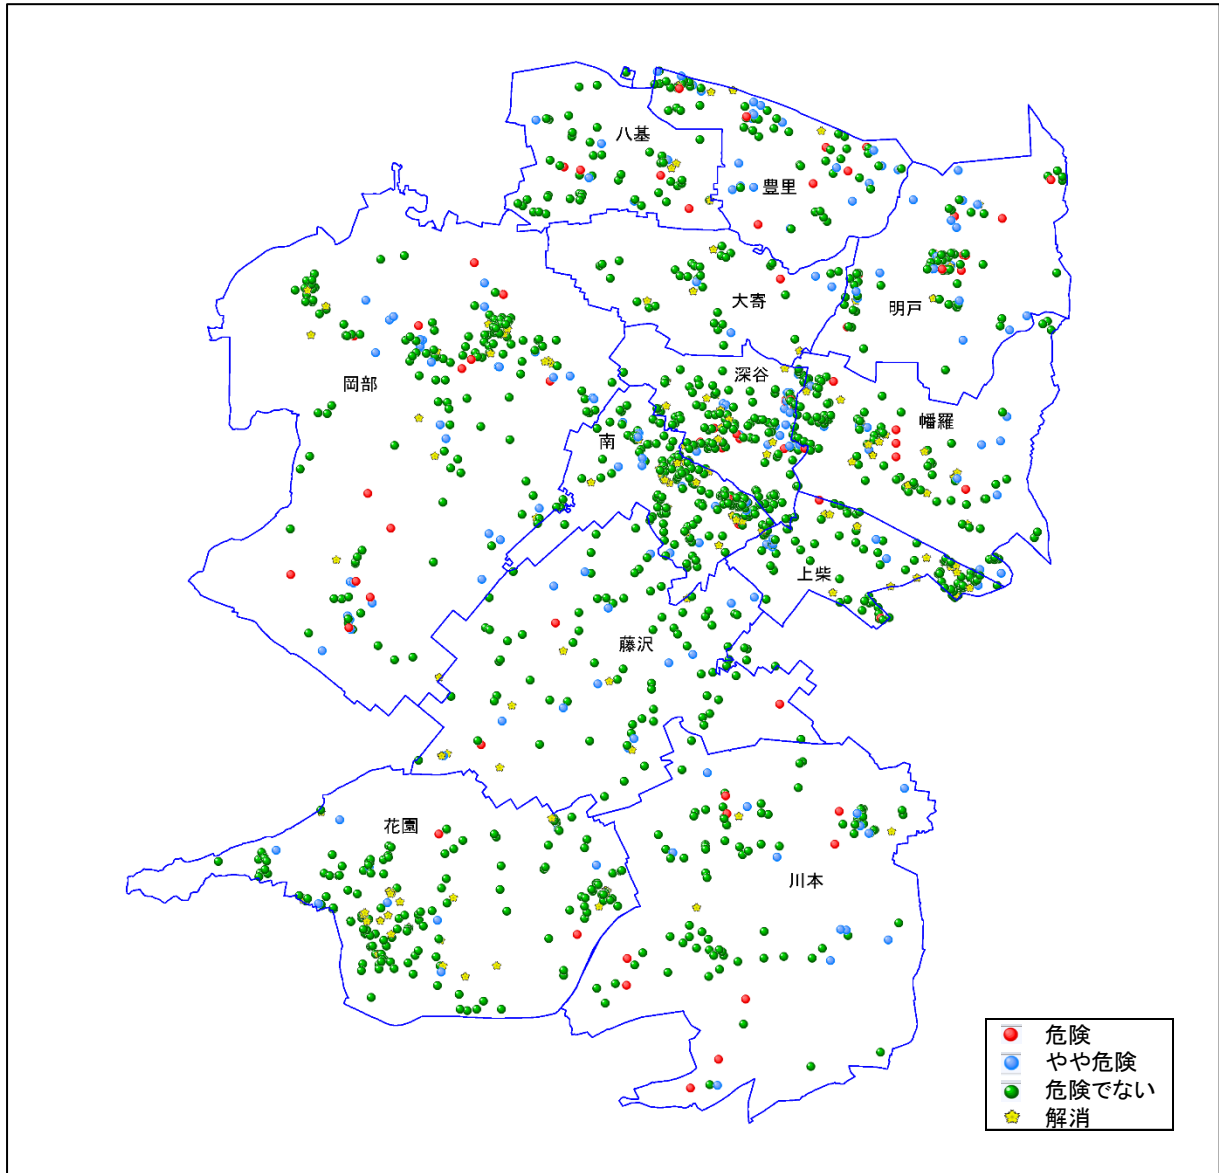 八基
豊里
大寄
明戸
岡部
深谷
幡羅
南
上柴
藤沢
花園
川本
危険
やや危険
危険でない
解消